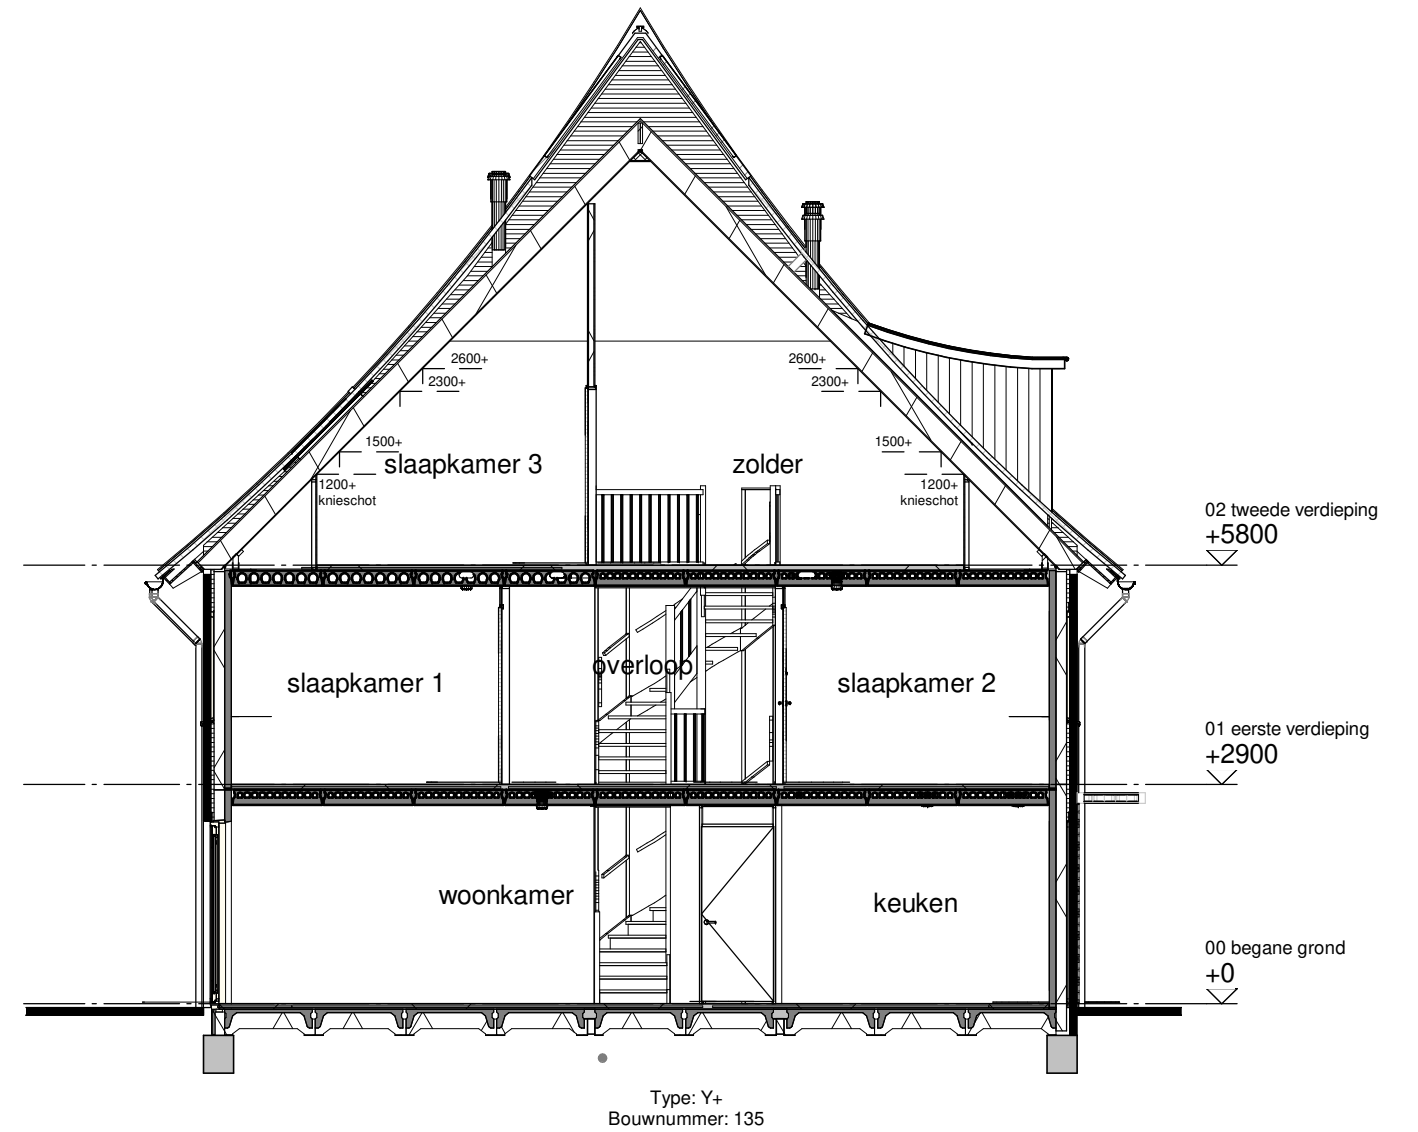 2600+
2600+
2300+
2300+
1500+
1500+
slaapkamer 3
zolder
1200+
knieschot
1200+
knieschot
02 tweede verdieping
+5800
overloop
slaapkamer 1
slaapkamer 2
01 eerste verdieping
+2900
woonkamer
keuken
00 begane grond
+0
Type: Y+
Bouwnummer: 135